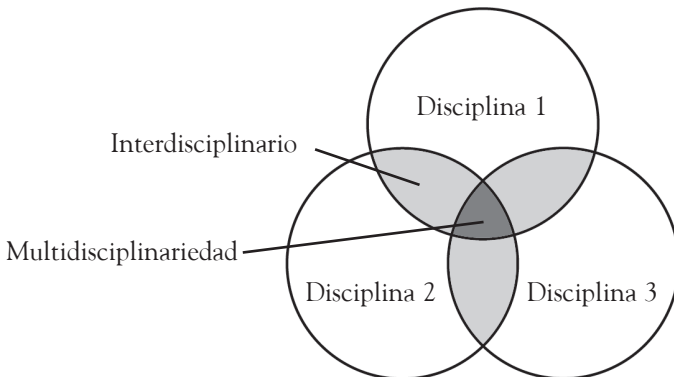 Disciplina 1
Interdisciplinario
Multidisciplinariedad
Disciplina 2
Disciplina 3